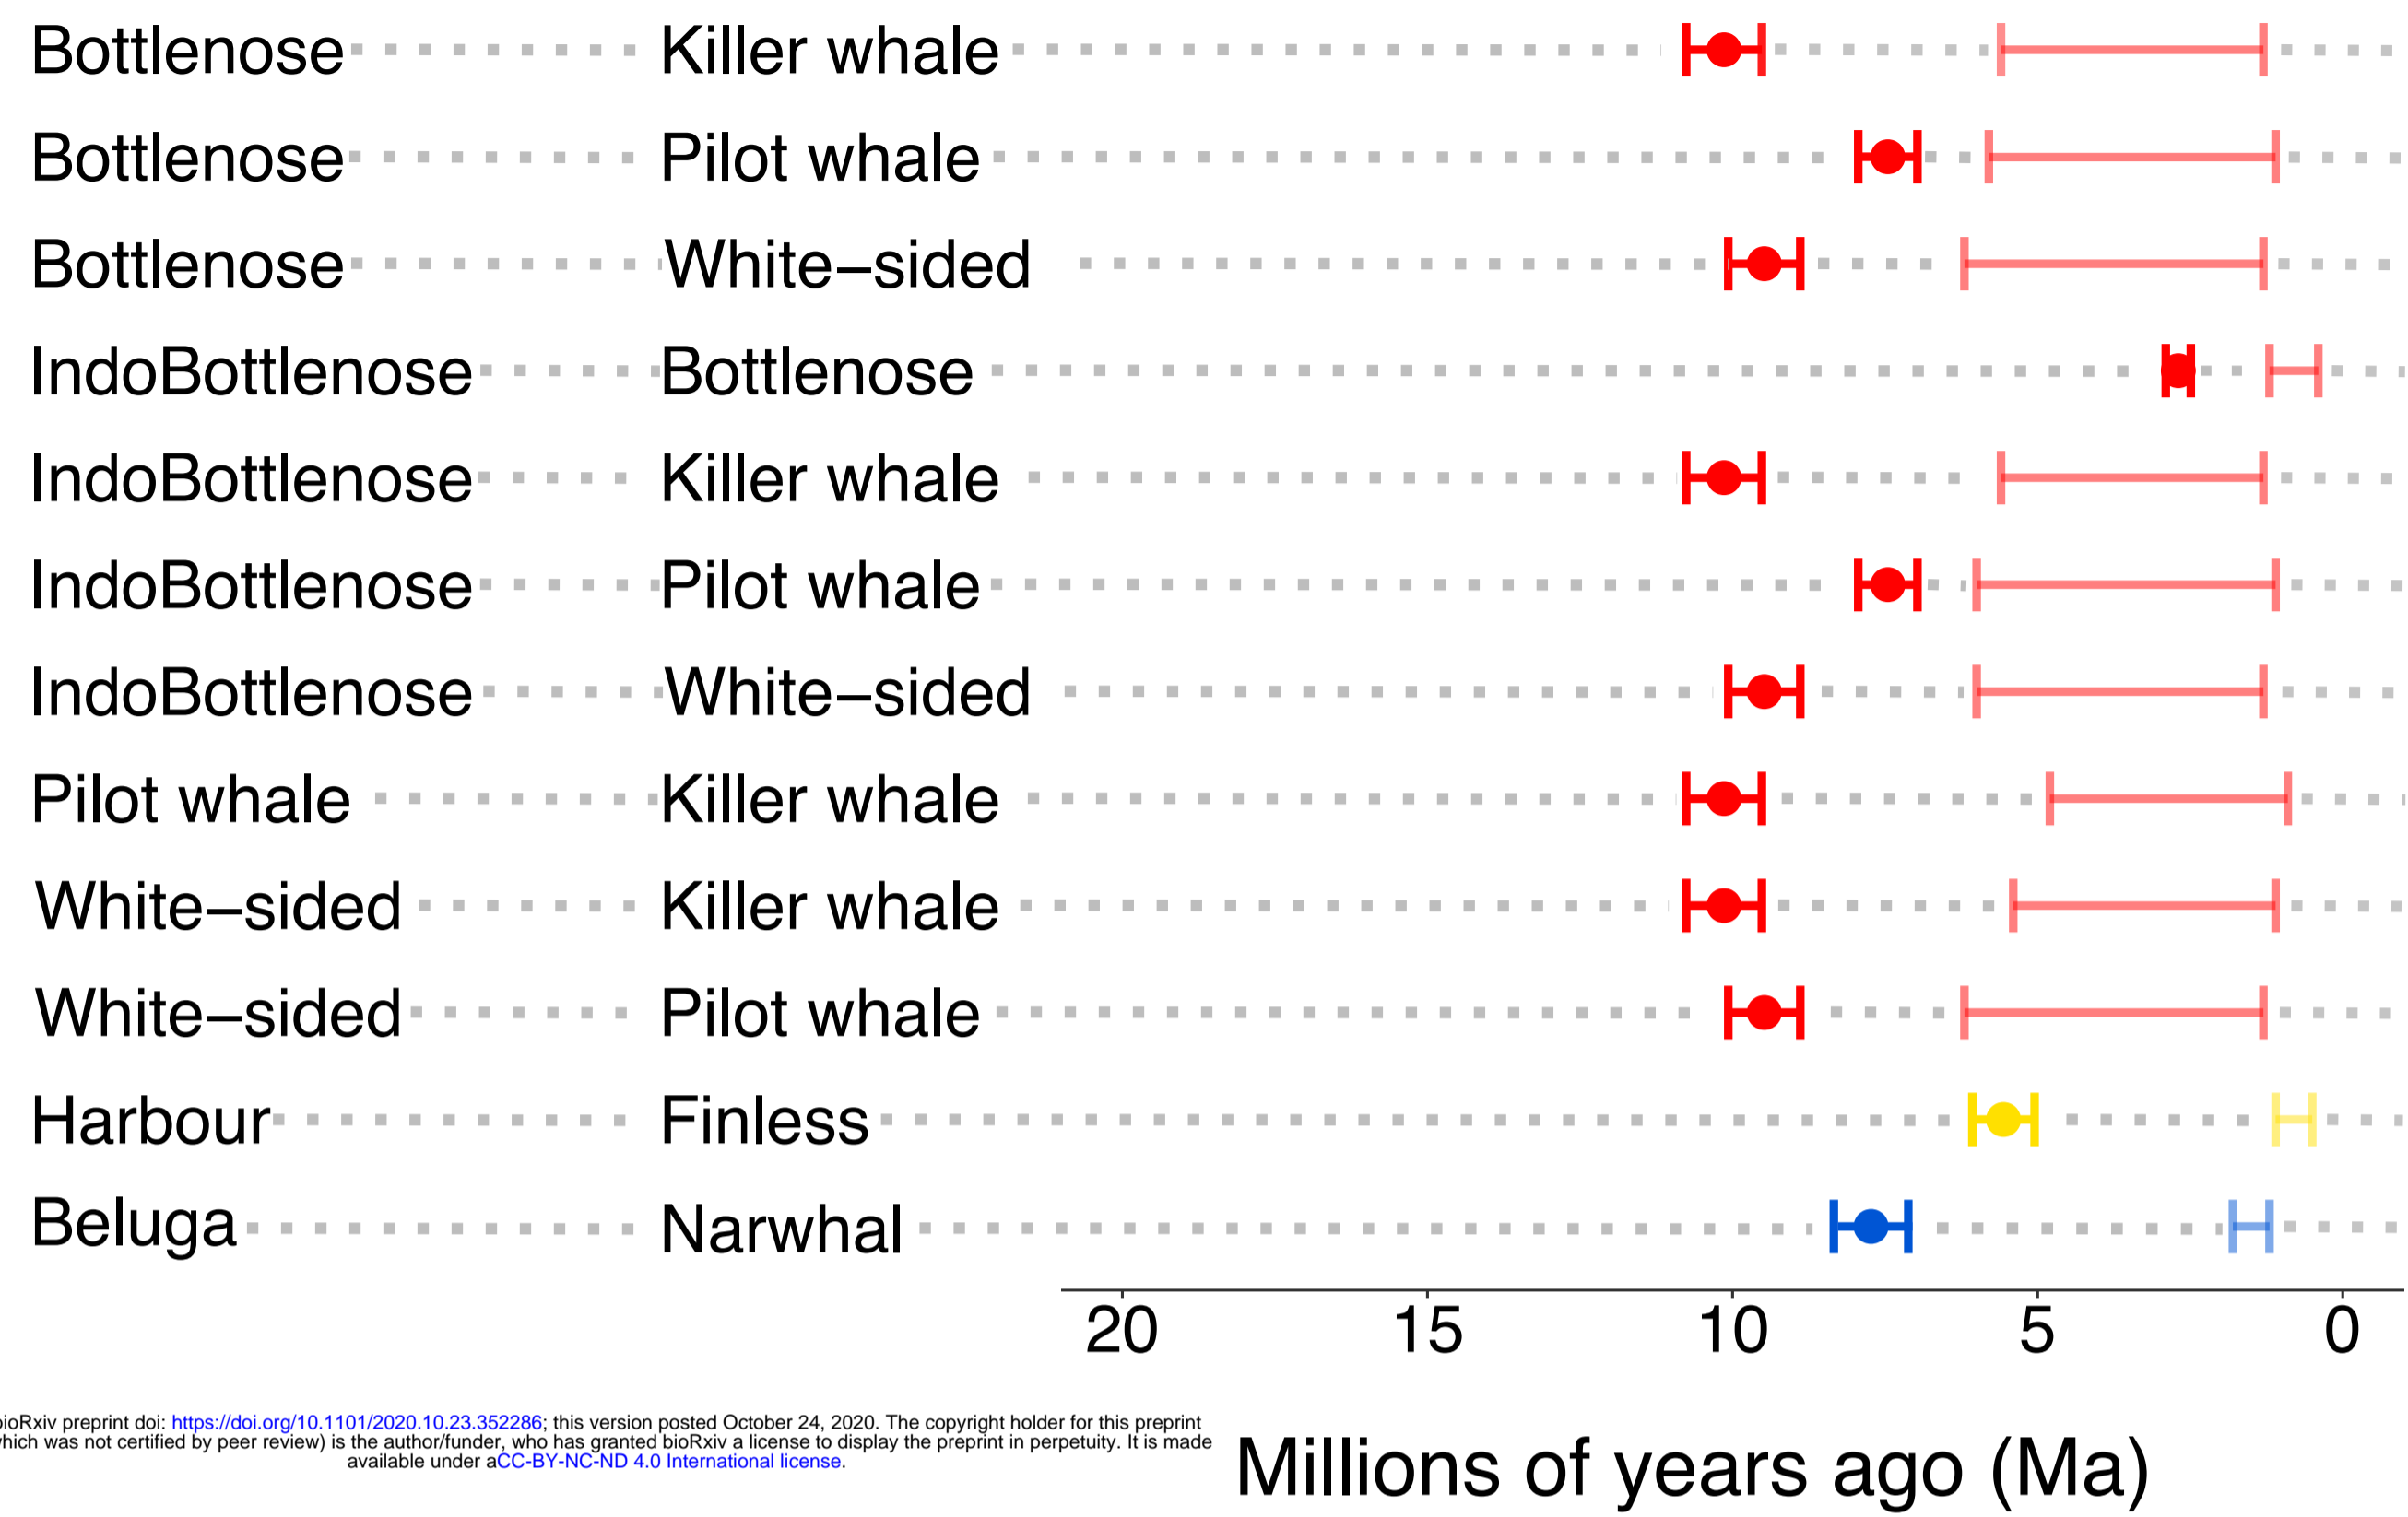 Bottlenose Killer whale
Bottlenose Pilot whale
Bottlenose White–sided
IndoBottlenose Bottlenose
IndoBottlenose Killer whale
IndoBottlenose Pilot whale
IndoBottlenose White–sided
Pilot whale Killer whale
White–sided Killer whale
White–sided Pilot whale
Harbour Finless
Beluga Narwhal
20 15 10 5 0
Millions of years ago (Ma)
bioRxiv preprint doi: https://doi.org/10.1101/2020.10.23.352286; this version posted October 24, 2020. The copyright holder for this preprint
which was not certified by peer review) is the author/funder, who has granted bioRxiv a license to display the preprint in perpetuity. It is made
available under aCC-BY-NC-ND 4.0 International license.